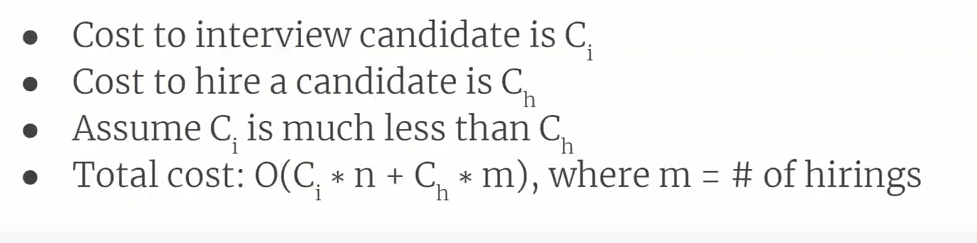 ● Cost to interview candidate is Cᵢ
● Cost to hire a candidate is Cₕ
● Assume Cᵢ is much less than Cₕ
● Total cost: O(Cᵢ * n + Cₕ * m), where m = # of hirings